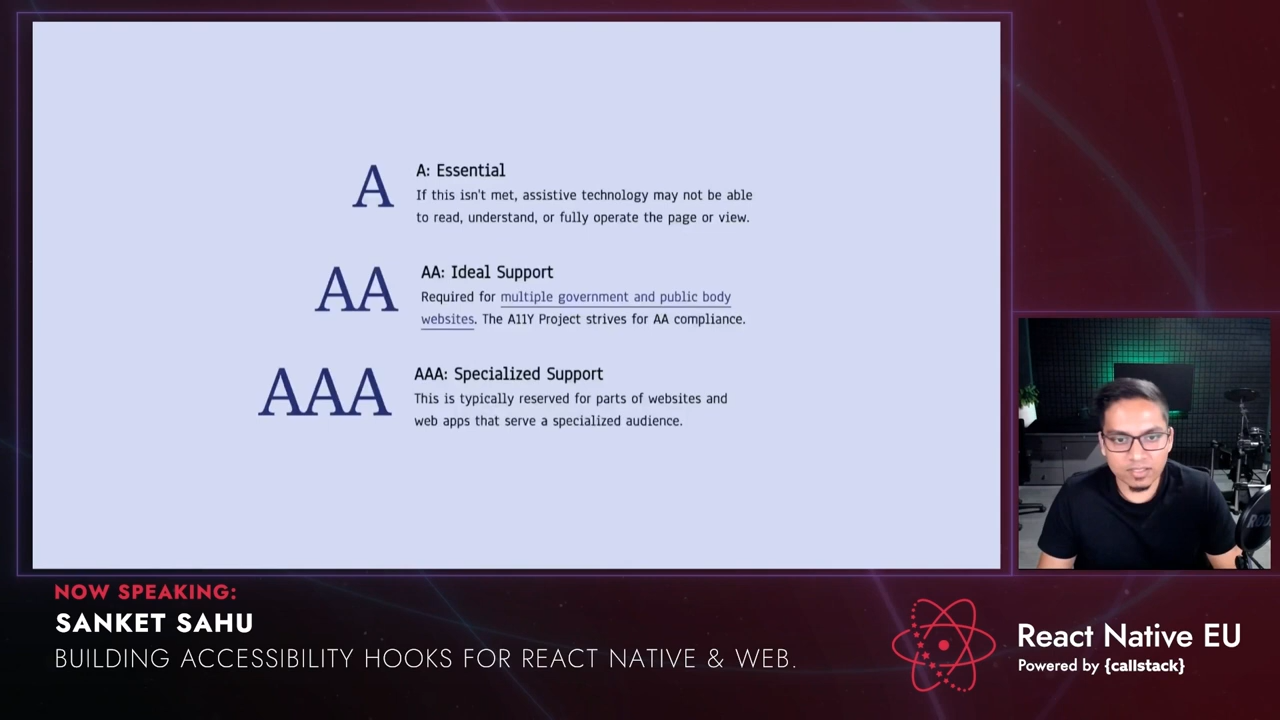 A
A: Essential
If this isn't met, assistive technology may not be able
to read, understand, or fully operate the page or view.
AA
AA: Ideal Support
Required for multiple government and public body
websites. The A11Y Project strives for AA compliance.
AAA
AAA: Specialized Support
This is typically reserved for parts of websites and
web apps that serve a specialized audience.
NOW SPEAKING:
SANKET SAHU
BUILDING ACCESSIBILITY HOOKS FOR REACT NATIVE & WEB.
React Native EU
Powered by {callstack}